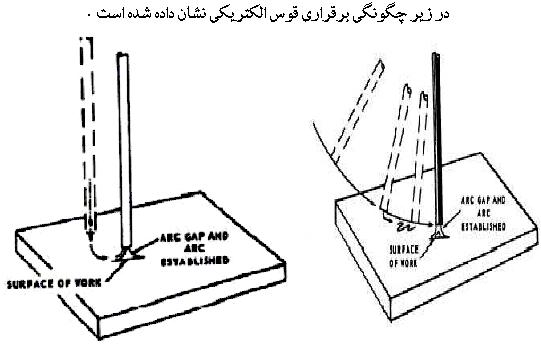 در زیر چگونگی برقراری قوس الکتریکی نشان داده شده است .
ARC GAP AND
ARC
ESTABLISHED
SURFACE OF WORK
ARC GAP AND
ARC
ESTABLISHED
SURFACE
OF WORK